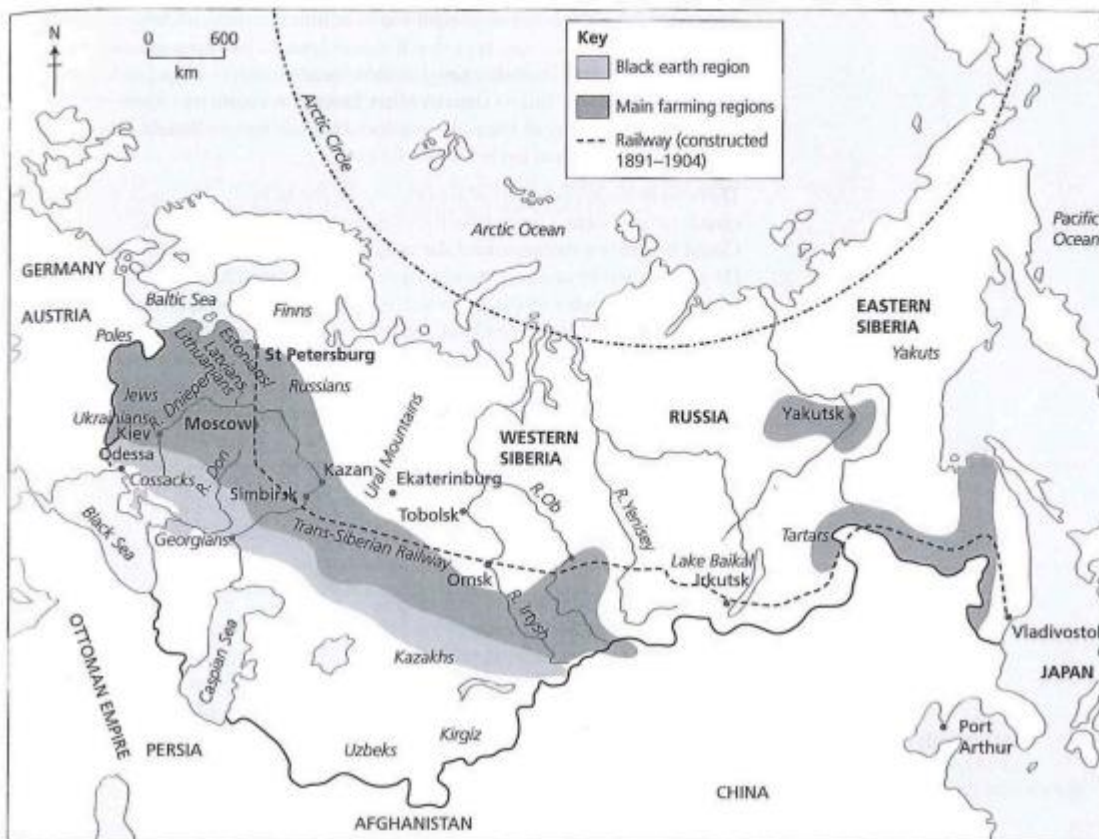 N
0 600
km
Key
Black earth region
Main farming regions
Railway (constructed
1891–1904)
Arctic Circle
Arctic Ocean
Pacific
Ocean
GERMANY
AUSTRIA
Baltic Sea
Finns
Poles
Estonians/
Latvians,
Lithuanians
St Petersburg
Russians
EASTERN
SIBERIA
Yakuts
Jews
R. Dnieper
Ukrainians
Kiev
Moscow
Odessa
Cossacks
R. Don
Kazan
Simbirsk
Ural Mountains
Ekaterinburg
Tobolsk
WESTERN
SIBERIA
R. Ob
R. Yenisey
RUSSIA
Yakutsk
Black Sea
Georgians
Trans-Siberian Railway
Omsk
R. Irtysh
Lake Baikal
Irkutsk
Tartars
Vladivostok
JAPAN
OTTOMAN EMPIRE
Caspian Sea
Kazakhs
PERSIA
Uzbeks
Kirgiz
Port
Arthur
CHINA
AFGHANISTAN